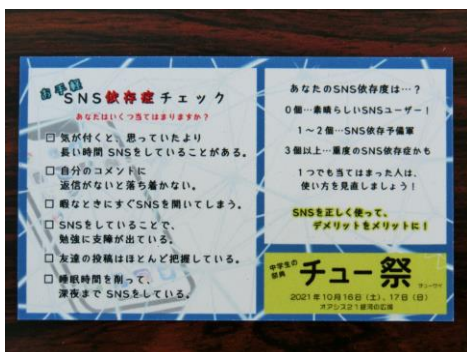 お手軽
SNS依存症チェック
あなたはいくつ当てはまりますか？
□ 気が付くと、思っていたより
長い時間 SNSをしていることがある。
□ 自分のコメントに
返信がないと落ち着かない。
□ 暇なときにすぐSNSを開いてしまう。
□ SNSをしていることで、
勉強に支障が出ている。
□ 友達の投稿はほとんど把握している。
□ 睡眠時間を削って、
深夜まで SNSをしている。
あなたのSNS依存度は…？
0個…素晴らしいSNSユーザー！
1〜2個…SNS依存予備軍
3個以上…重度のSNS依存症かも
1つでも当てはまった人は、
使い方を見直しましょう！
SNSを正しく使って、
デメリットをメリットに！
中学生の
祭典
チュー祭
チューサイ
2021年10月16日（土）、17日（日）
オアシス21銀河の広場